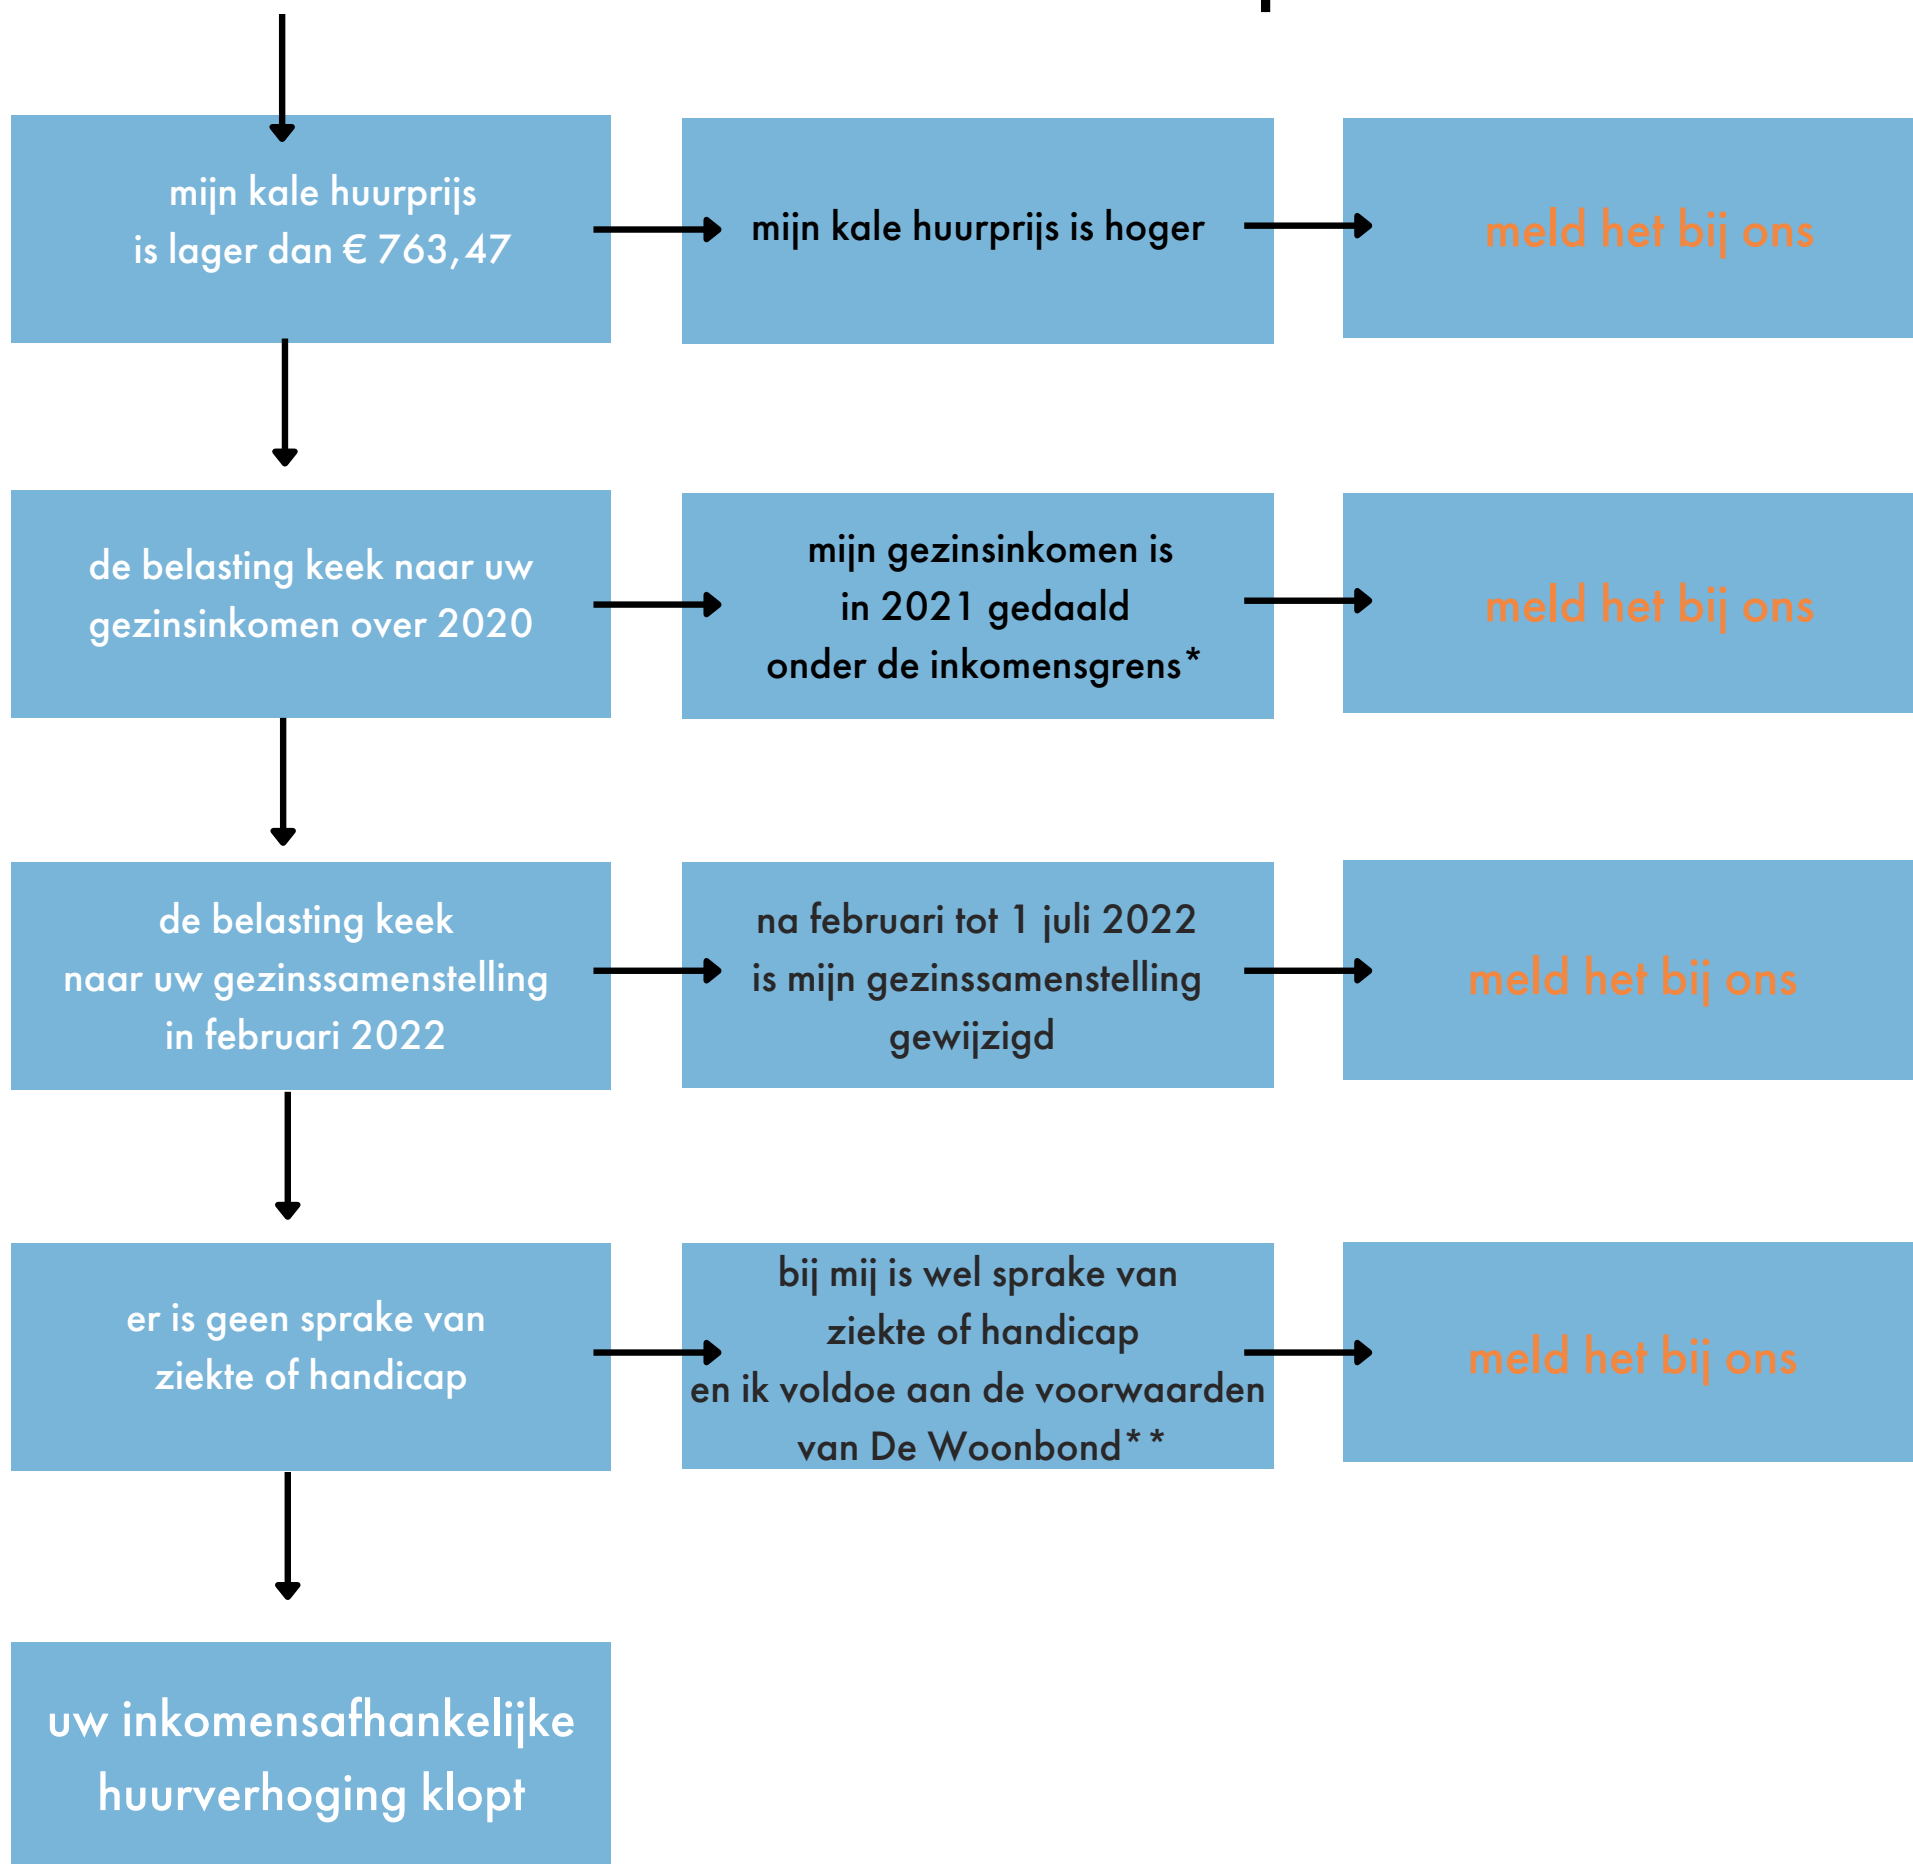 mijn kale huurprijs
is lager dan € 763,47
mijn kale huurprijs is hoger
meld het bij ons
de belasting keek naar uw
gezinsinkomen over 2020
mijn gezinsinkomen is
in 2021 gedaald
onder de inkomensgrens*
meld het bij ons
de belasting keek
naar uw gezinssamenstelling
in februari 2022
na februari tot 1 juli 2022
is mijn gezinssamenstelling
gewijzigd
meld het bij ons
er is geen sprake van
ziekte of handicap
bij mij is wel sprake van
ziekte of handicap
en ik voldoe aan de voorwaarden
van De Woonbond**
meld het bij ons
uw inkomensafhankelijke
huurverhoging klopt